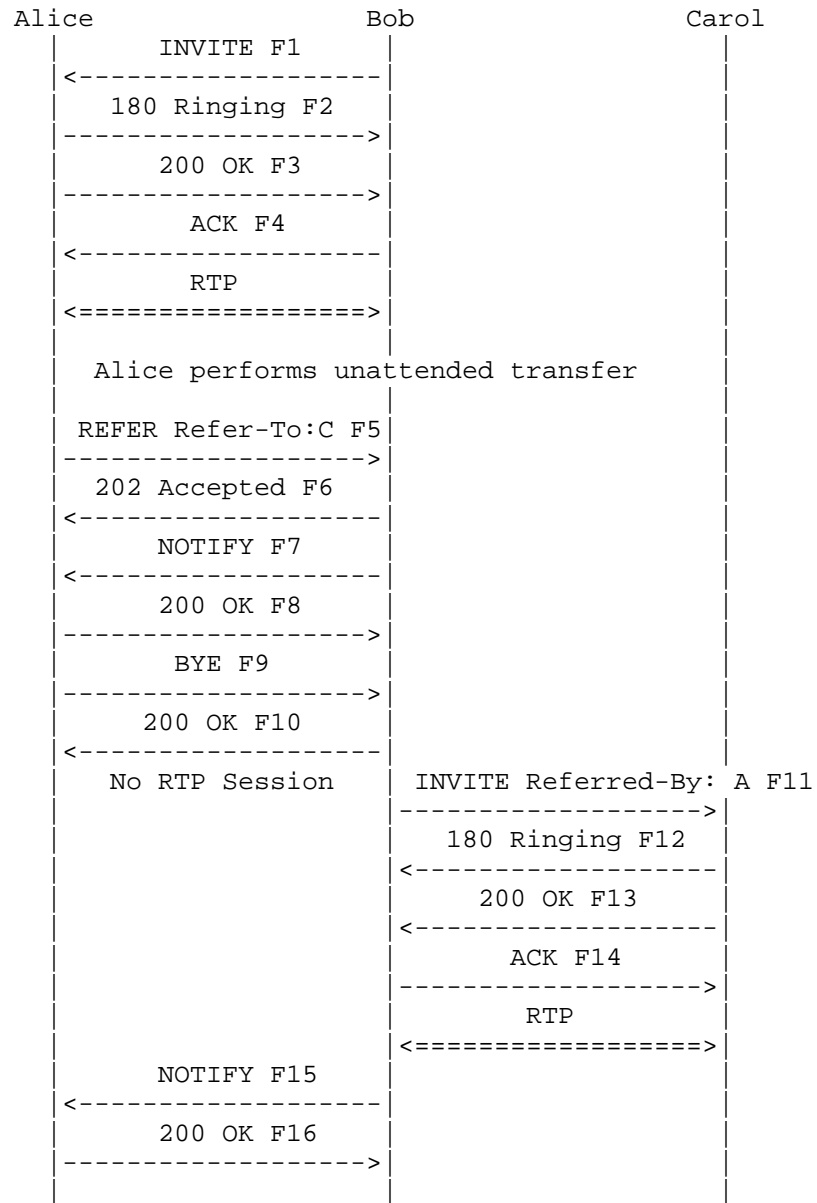 Alice Bob Carol
INVITE F1
180 Ringing F2
200 OK F3
ACK F4
RTP
Alice performs unattended transfer
REFER Refer-To:C F5
202 Accepted F6
NOTIFY F7
200 OK F8
BYE F9
200 OK F10
No RTP Session INVITE Referred-By: A F11
180 Ringing F12
200 OK F13
ACK F14
RTP
NOTIFY F15
200 OK F16